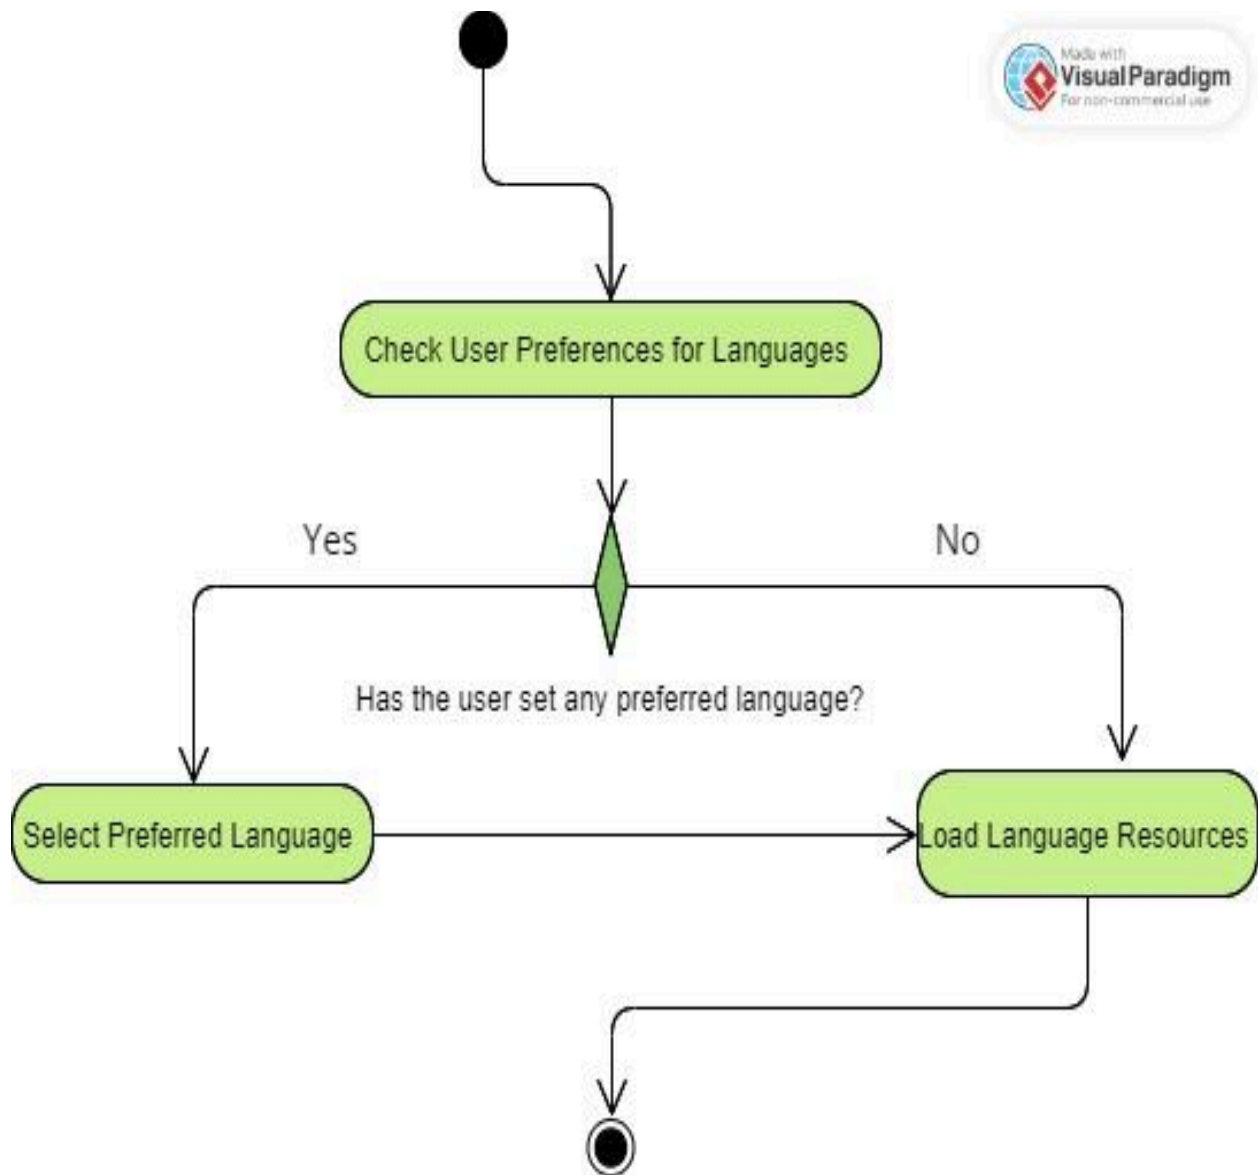 Made with
Visual Paradigm
For non-commercial use
Check User Preferences for Languages
Yes
No
Has the user set any preferred language?
Select Preferred Language
Load Language Resources